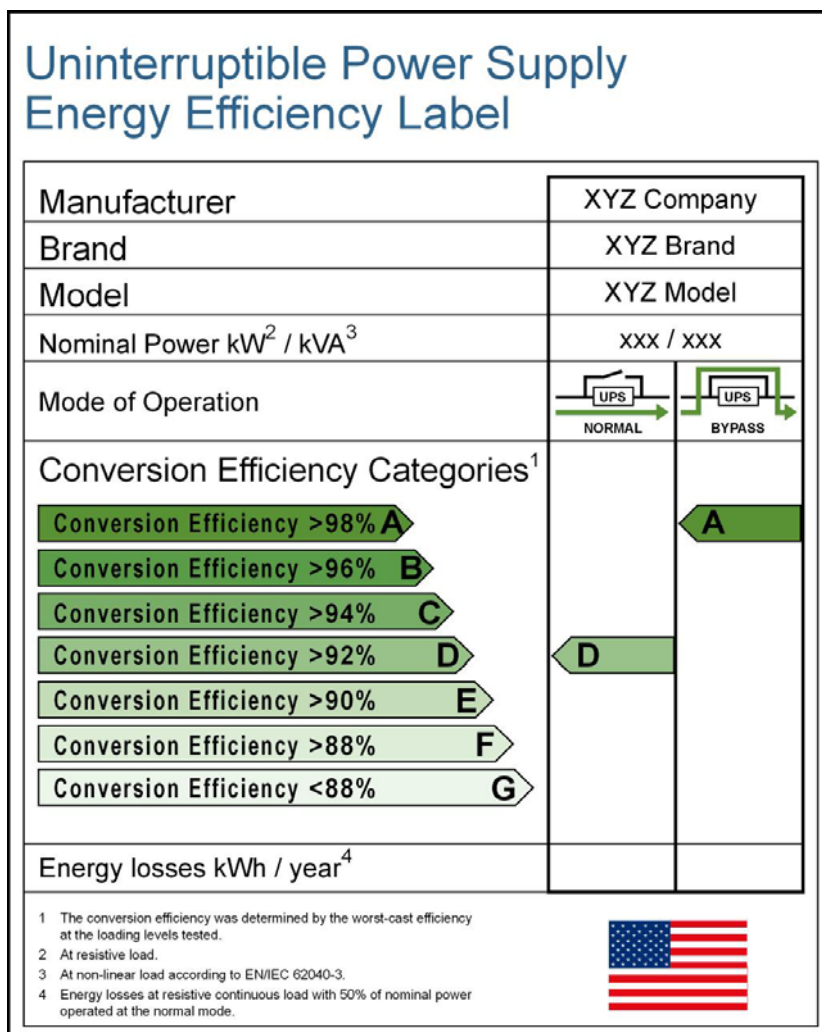 Uninterruptible Power Supply
Energy Efficiency Label
Manufacturer XYZ Company
Brand XYZ Brand
Model XYZ Model
Nominal Power kW² / kVA³ xxx / xxx
Mode of Operation
UPS UPS
NORMAL BYPASS
Conversion Efficiency Categories¹
Conversion Efficiency >98% A A
Conversion Efficiency >96% B
Conversion Efficiency >94% C
Conversion Efficiency >92% D D
Conversion Efficiency >90% E
Conversion Efficiency >88% F
Conversion Efficiency <88% G
Energy losses kWh / year⁴
1 The conversion efficiency was determined by the worst-cast efficiency
at the loading levels tested.
2 At resistive load.
3 At non-linear load according to EN/IEC 62040-3.
4 Energy losses at resistive continuous load with 50% of nominal power
operated at the normal mode.